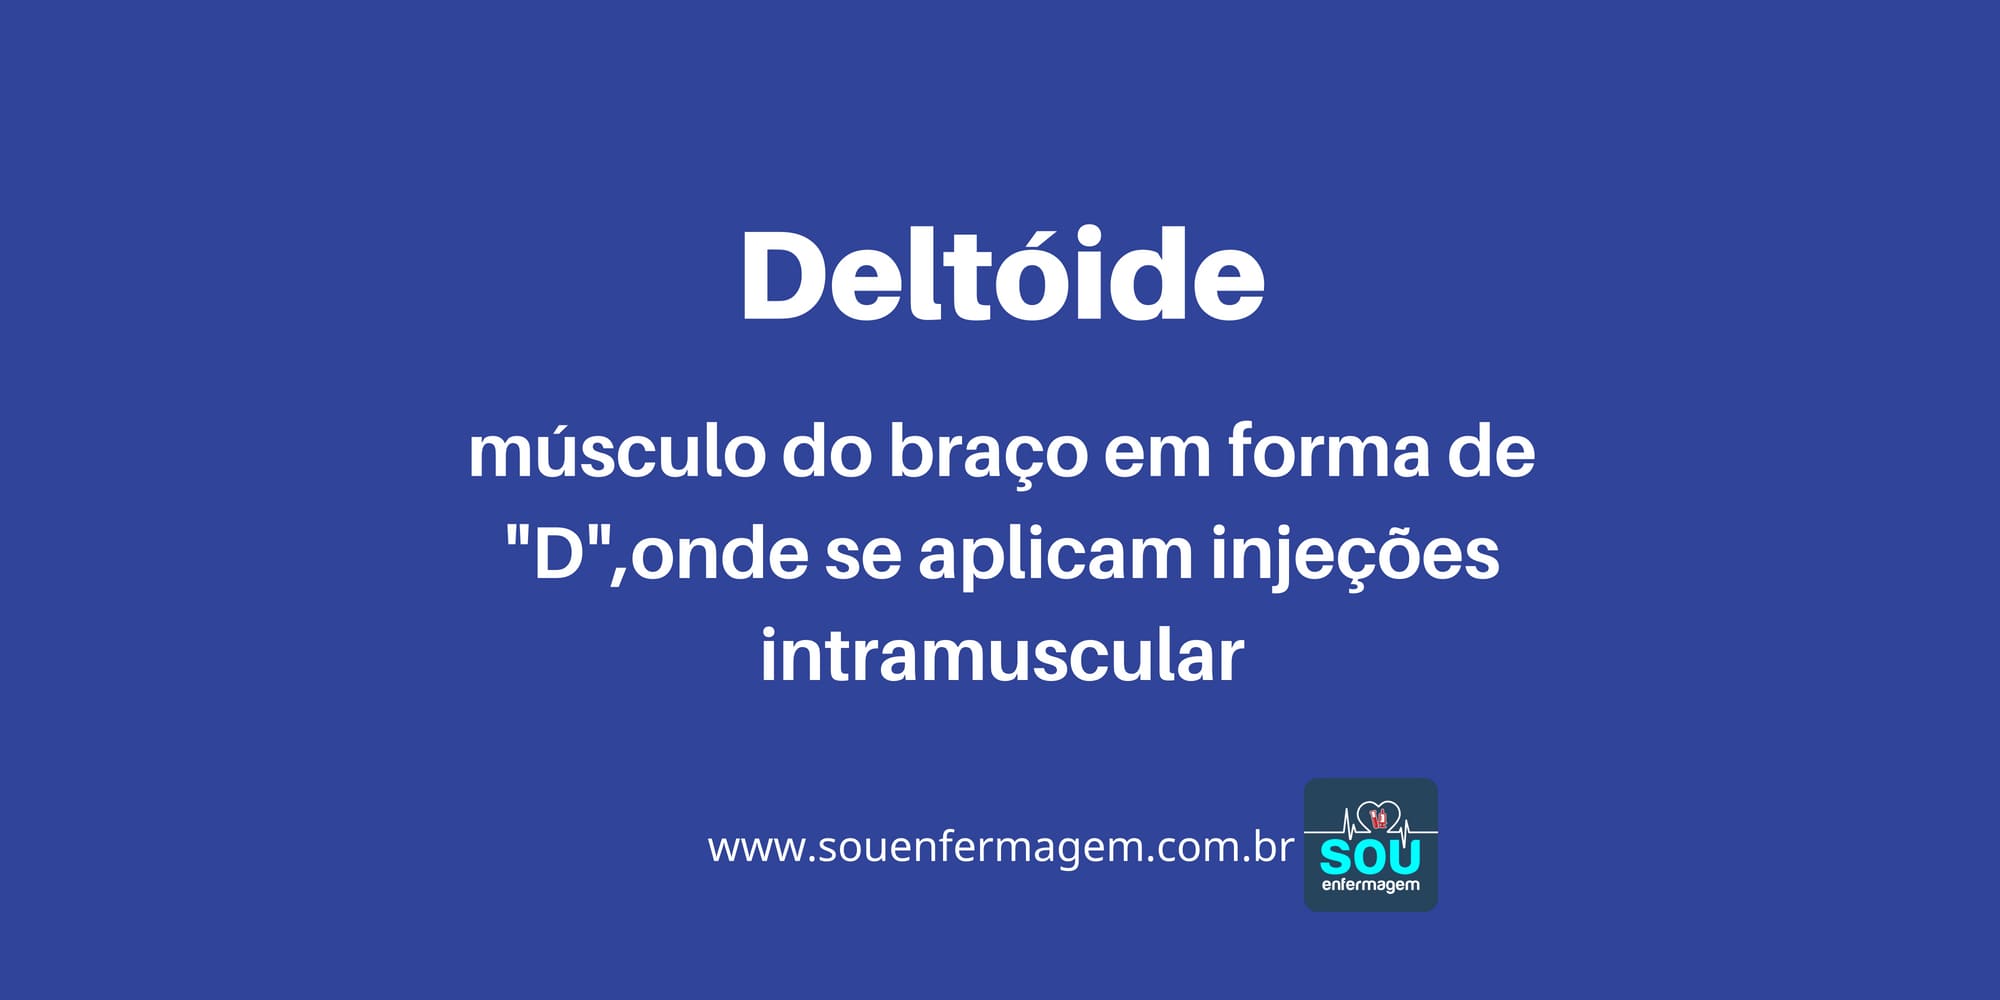 Deltóide
músculo do braço em forma de
"D",onde se aplicam injeções
intramuscular
www.souenfermagem.com.br
SOU
enfermagem